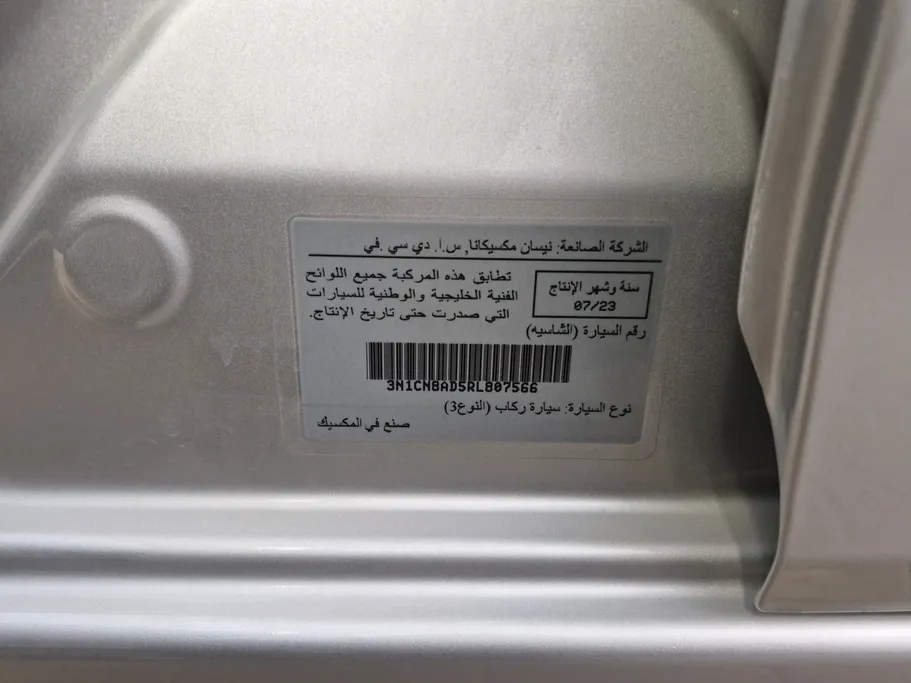 الشركة الصانعة: نيسان مكسيكانا, س.ا. دي سي .في
سنة وشهر الإنتاج
07/23
تطابق هذه المركبة جميع اللوائح
الفنية الخليجية والوطنية للسيارات
التي صدرت حتى تاريخ الإنتاج.
رقم السيارة (الشاسيه)
3N1CN8AD5RL807566
نوع السيارة: سيارة ركاب (النوع3)
صنع في المكسيك